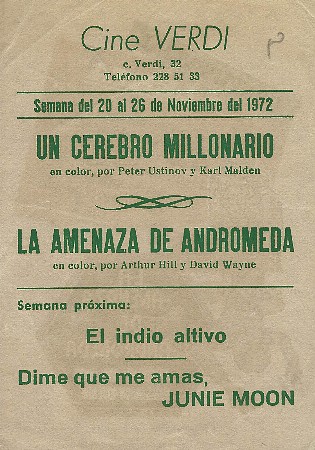 Cine VERDI
c. Verdi, 32
Teléfono 228 51 33
Semana del 20 al 26 de Noviembre del 1972
UN CEREBRO MILLONARIO
en color, por Peter Ustinov y Karl Malden
LA AMENAZA DE ANDROMEDA
en color, por Arthur Hill y David Wayne
Semana próxima:
El indio altivo
Dime que me amas,
JUNIE MOON